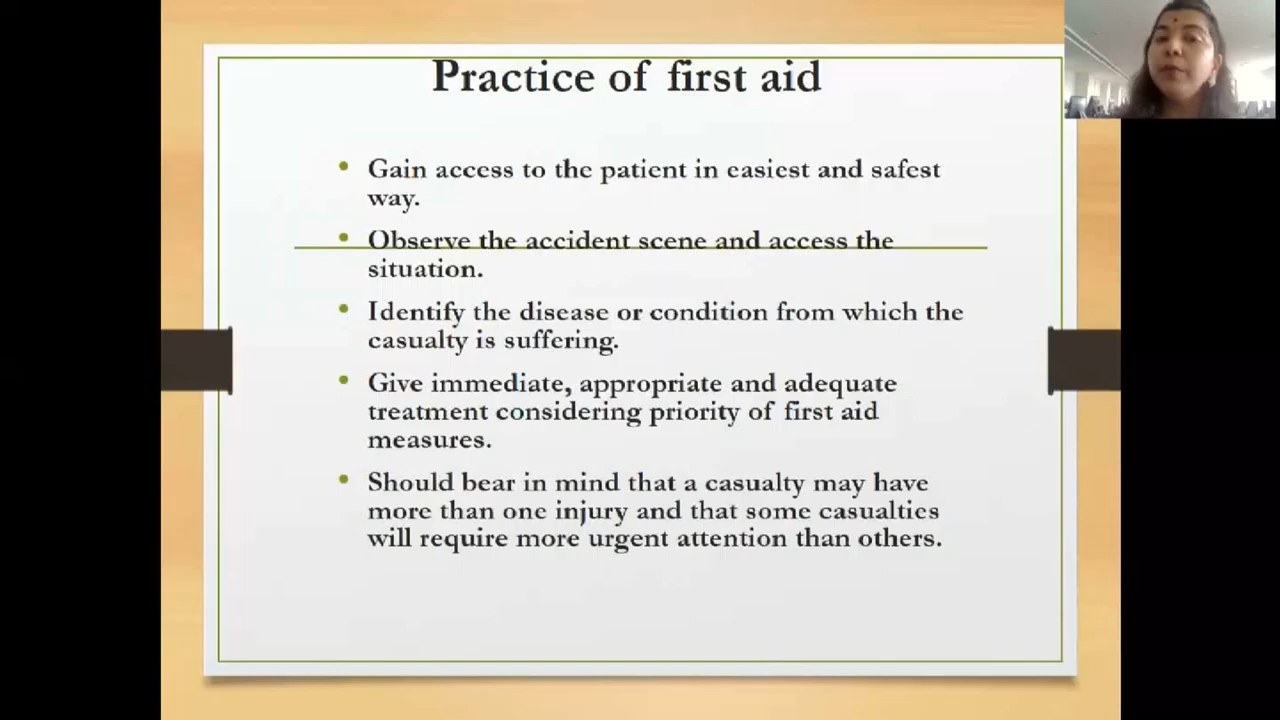 Practice of first aid
• Gain access to the patient in easiest and safest
way.
• Observe the accident scene and access the
situation.
• Identify the disease or condition from which the
casualty is suffering.
• Give immediate, appropriate and adequate
treatment considering priority of first aid
measures.
• Should bear in mind that a casualty may have
more than one injury and that some casualties
will require more urgent attention than others.